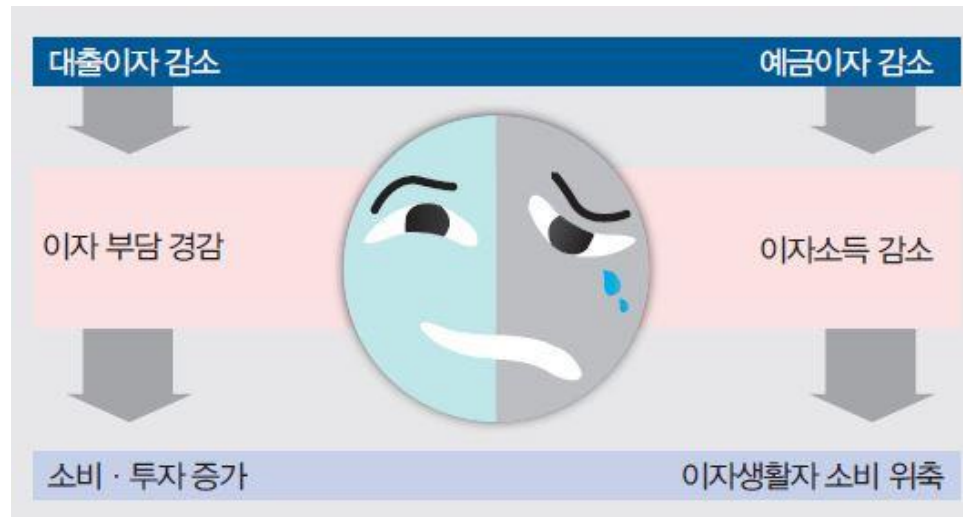 대출이자 감소 예금이자 감소
이자 부담 경감 이자소득 감소
소비 · 투자 증가 이자생활자 소비 위축